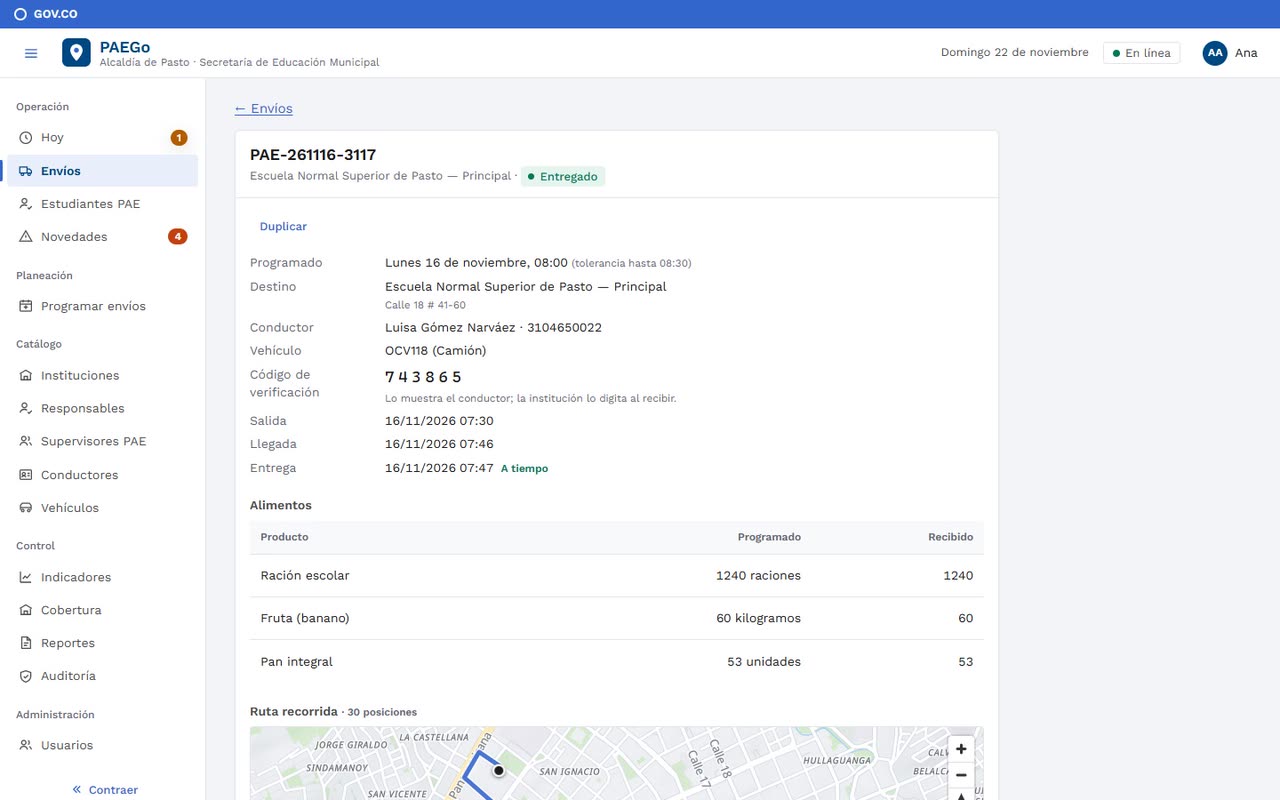 GOV.CO
PAEGo
Alcaldía de Pasto · Secretaría de Educación Municipal
Domingo 22 de noviembre
En línea
AA
Ana
Operación
Hoy
1
Envíos
Estudiantes PAE
Novedades
4
Planeación
Programar envíos
Catálogo
Instituciones
Responsables
Supervisores PAE
Conductores
Vehículos
Control
Indicadores
Cobertura
Reportes
Auditoría
Administración
Usuarios
« Contraer
← Envíos
PAE-261116-3117
Escuela Normal Superior de Pasto — Principal · Entregado
Duplicar
Programado Lunes 16 de noviembre, 08:00 (tolerancia hasta 08:30)
Destino Escuela Normal Superior de Pasto — Principal
Calle 18 # 41-60
Conductor Luisa Gómez Narváez · 3104650022
Vehículo OCV118 (Camión)
Código de verificación 743865
Lo muestra el conductor; la institución lo digita al recibir.
Salida 16/11/2026 07:30
Llegada 16/11/2026 07:46
Entrega 16/11/2026 07:47 A tiempo
Alimentos
Producto Programado Recibido
Ración escolar 1240 raciones 1240
Fruta (banano) 60 kilogramos 60
Pan integral 53 unidades 53
Ruta recorrida · 30 posiciones
LA CASTELLANA
JORGE GIRALDO
SINDAMANOY
SAN VICENTE
SAN IGNACIO
Calle 17
Calle 18
HULLAGUANGA
+
−